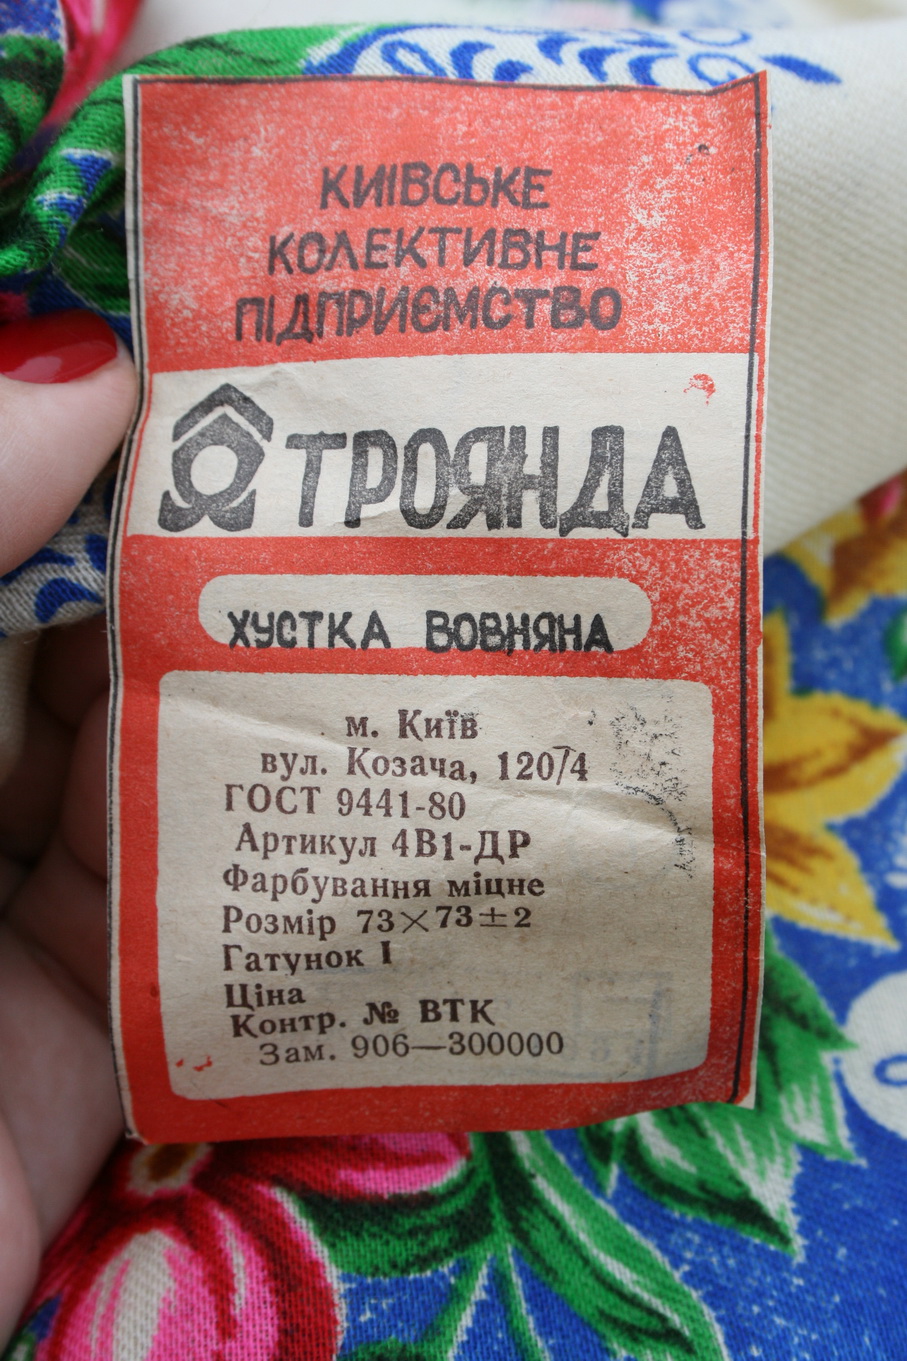 КИІВСЬКЕ
КОЛЕКТИВНЕ
ПІДПРИЄМСТВО
ТРОЯНДА
ХУСТКА ВОВНЯНА
м. Київ
вул. Козача, 120/4
ГОСТ 9441-80
Артикул 4В1-ДР
Фарбування міцне
Розмір 73×73±2
Гатунок І
Ціна
Контр. № ВТК
Зам. 906—300000